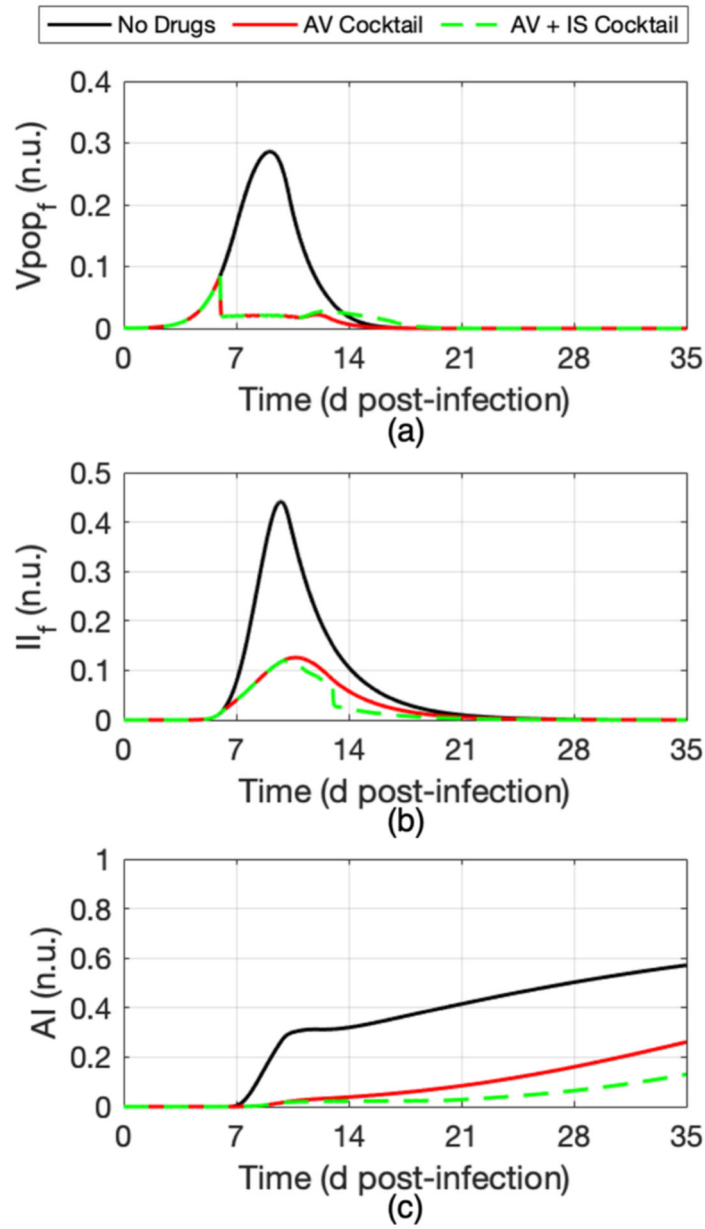 No Drugs AV Cocktail AV + IS Cocktail
0.4
0.3
0.2
0.1
0
Vpop_f (n.u.)
0 7 14 21 28 35
Time (d post-infection)
(a)
0.5
0.4
0.3
0.2
0.1
0
II_f (n.u.)
0 7 14 21 28 35
Time (d post-infection)
(b)
1
0.8
0.6
0.4
0.2
0
AI (n.u.)
0 7 14 21 28 35
Time (d post-infection)
(c)